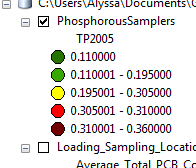 C:\Users\Alyssa\Documents\G
PhosphorousSamplers
TP2005
0.110000
0.110001 - 0.195000
0.195001 - 0.305000
0.305001 - 0.310000
0.310001 - 0.360000
Loading_Sampling_Locatio
Average_Total_PCB_Co